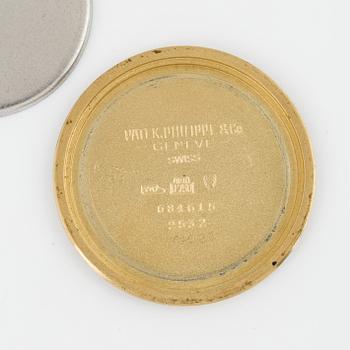 PATEK. PHILIPPE & Co
GENEVE
SWISS
684615
2532